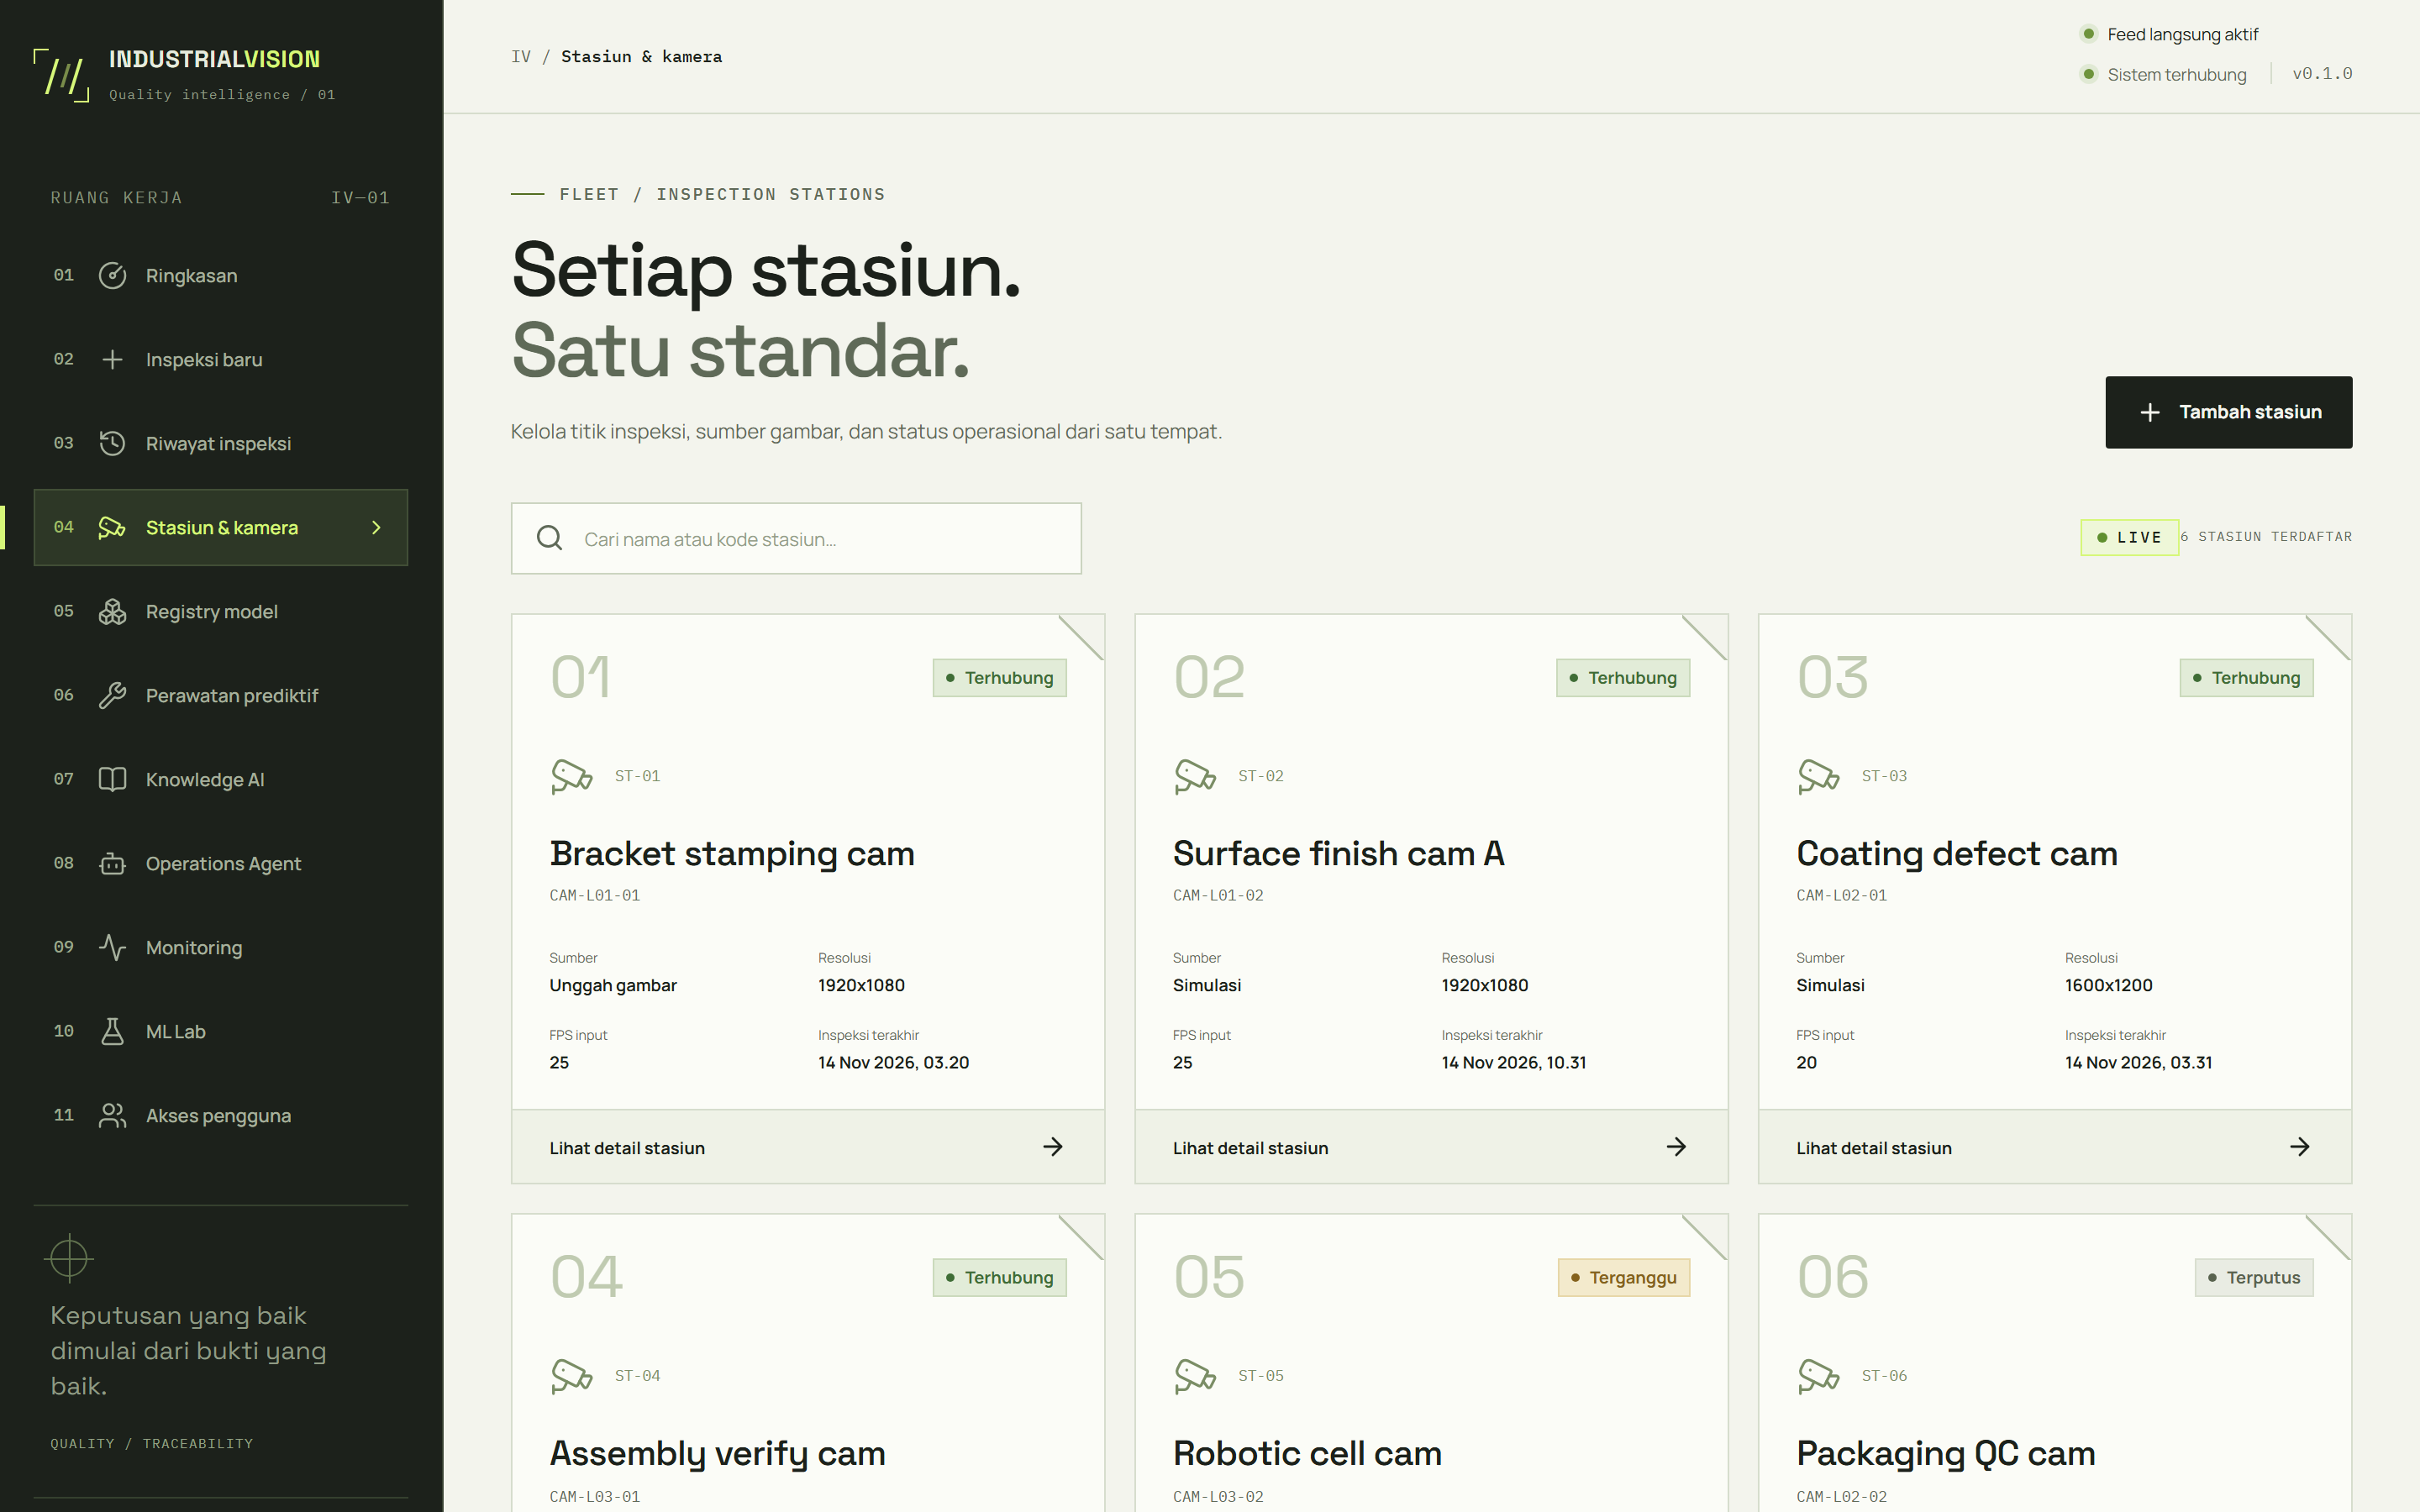 INDUSTRIALVISION
Quality intelligence / 01
RUANG KERJA IV—01
01 Ringkasan
02 Inspeksi baru
03 Riwayat inspeksi
04 Stasiun & kamera
05 Registry model
06 Perawatan prediktif
07 Knowledge AI
08 Operations Agent
09 Monitoring
10 ML Lab
11 Akses pengguna
Keputusan yang baik
dimulai dari bukti yang
baik.
QUALITY / TRACEABILITY
IV / Stasiun & kamera
Feed langsung aktif
Sistem terhubung v0.1.0
FLEET / INSPECTION STATIONS
Setiap stasiun.
Satu standar.
Kelola titik inspeksi, sumber gambar, dan status operasional dari satu tempat.
Tambah stasiun
Cari nama atau kode stasiun...
LIVE 6 STASIUN TERDAFTAR
01 Terhubung
ST-01
Bracket stamping cam
CAM-L01-01
Sumber Resolusi
Unggah gambar 1920x1080
FPS input Inspeksi terakhir
25 14 Nov 2026, 03.20
Lihat detail stasiun
02 Terhubung
ST-02
Surface finish cam A
CAM-L01-02
Sumber Resolusi
Simulasi 1920x1080
FPS input Inspeksi terakhir
25 14 Nov 2026, 10.31
Lihat detail stasiun
03 Terhubung
ST-03
Coating defect cam
CAM-L02-01
Sumber Resolusi
Simulasi 1600x1200
FPS input Inspeksi terakhir
20 14 Nov 2026, 03.31
Lihat detail stasiun
04 Terhubung
ST-04
Assembly verify cam
CAM-L03-01
05 Terganggu
ST-05
Robotic cell cam
CAM-L03-02
06 Terputus
ST-06
Packaging QC cam
CAM-L02-02